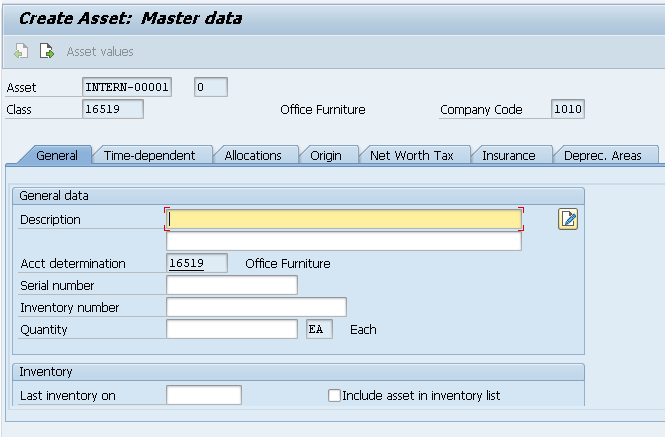 Create Asset: Master data
Asset values
Asset INTERN-00001 0
Class 16519 Office Furniture Company Code 1010
General Time-dependent Allocations Origin Net Worth Tax Insurance Deprec. Areas
General data
Description
Acct determination 16519 Office Furniture
Serial number
Inventory number
Quantity EA Each
Inventory
Last inventory on Include asset in inventory list